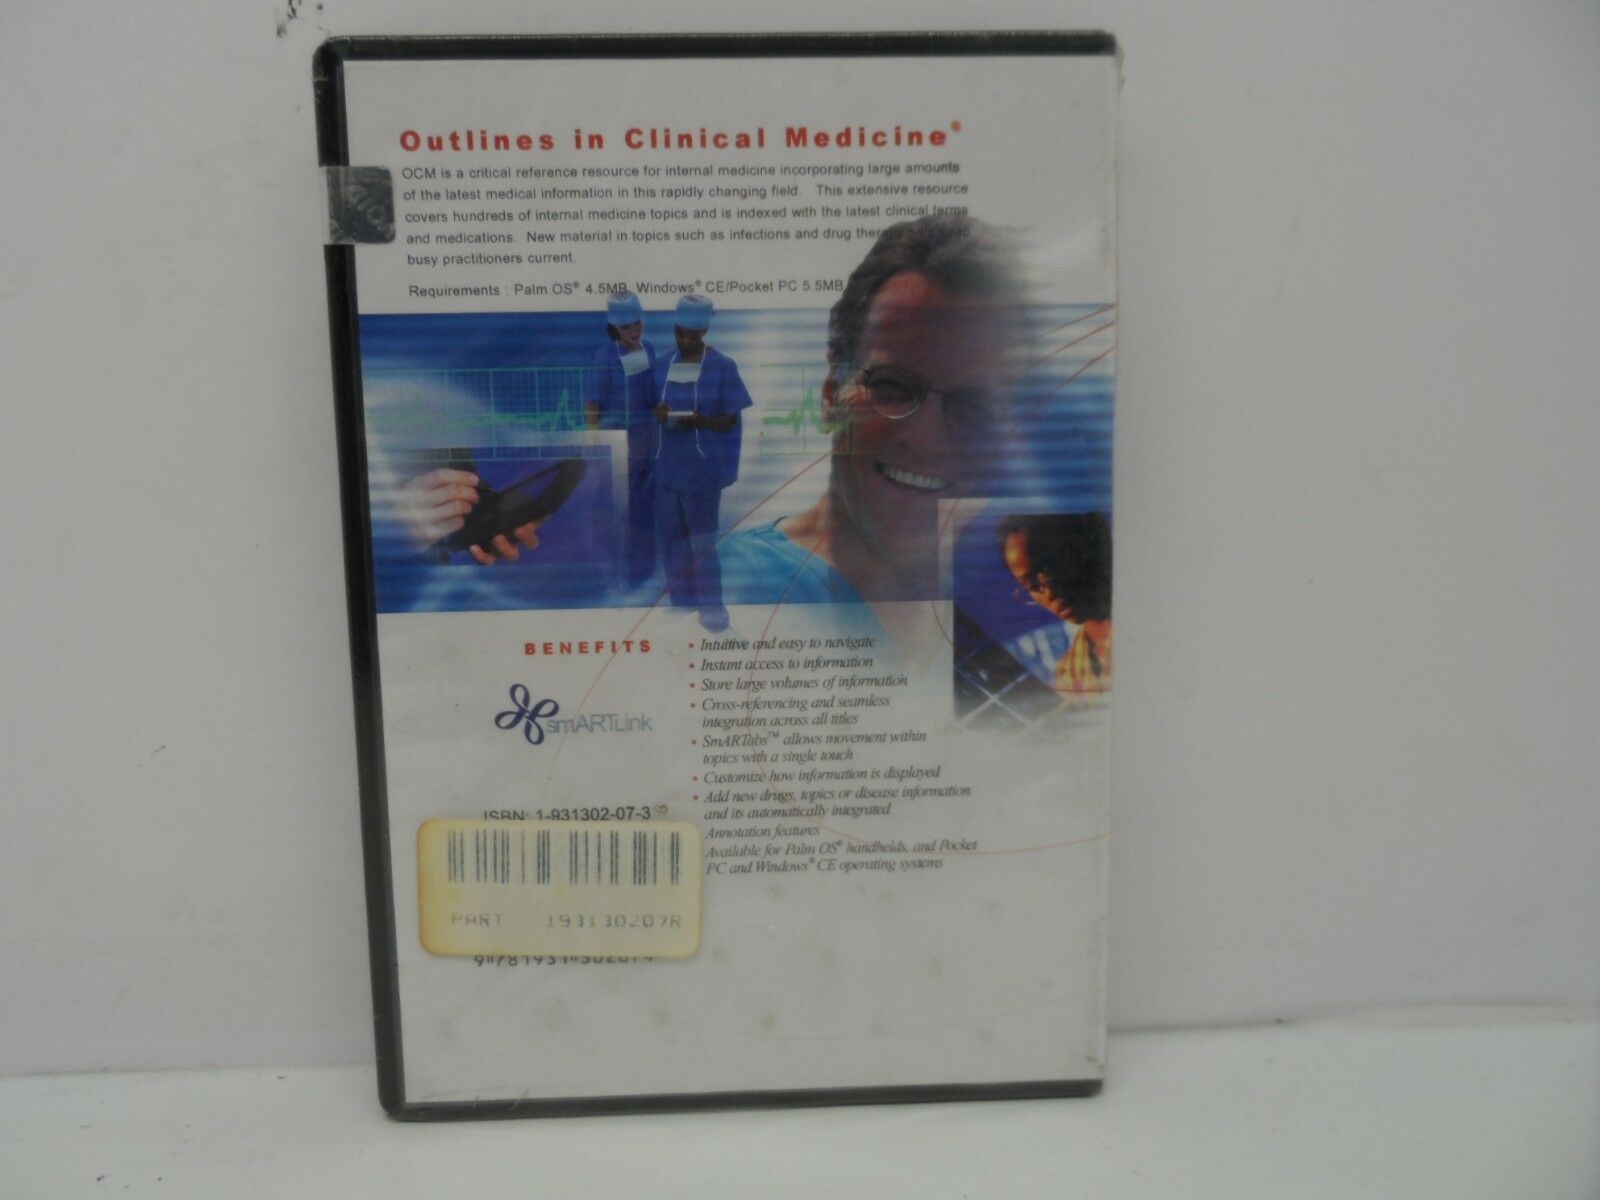 Outlines in Clinical Medicine®
OCM is a critical reference resource for internal medicine incorporating large amounts
of the latest medical information in this rapidly changing field. This extensive resource
covers hundreds of internal medicine topics and is indexed with the latest clinical terms
and medications. New material in topics such as infections and drug therapy help keep
busy practitioners current.
Requirements : Palm OS® 4.5MB, Windows® CE/Pocket PC 5.5MB
BENEFITS
smARTLink
• Intuitive and easy to navigate
• Instant access to information
• Store large volumes of information
• Cross-referencing and seamless
integration across all titles
• SmARTabs™ allows movement within
topics with a single touch
• Customize how information is displayed
• Add new drugs, topics or disease information
and its automatically integrated
Annotation features
Available for Palm OS® handhelds, and Pocket
PC and Windows® CE operating systems
ISBN: 1-931302-07-3
PART 193130207R
9 781931 302074